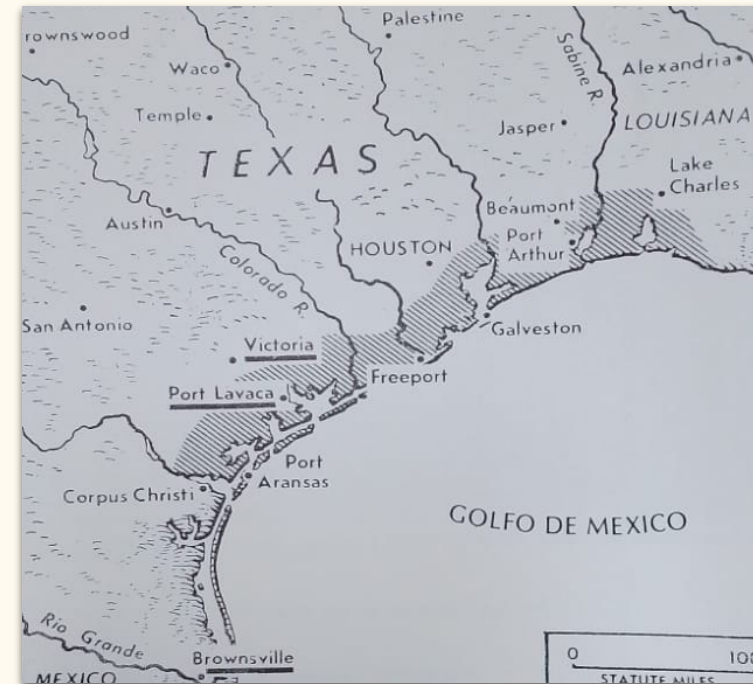 rownswood
Palestine
Waco
Sabine R.
Alexandria
Temple
Jasper
LOUISIANA
TEXAS
Lake
Charles
Austin
Beaumont
Port
Arthur
HOUSTON
Colorado R.
San Antonio
Galveston
Victoria
Freeport
Port Lavaca
Port
Aransas
Corpus Christi
GOLFO DE MEXICO
Rio Grande
Brownsville
MEXICO
0 100
STATUTE MILES